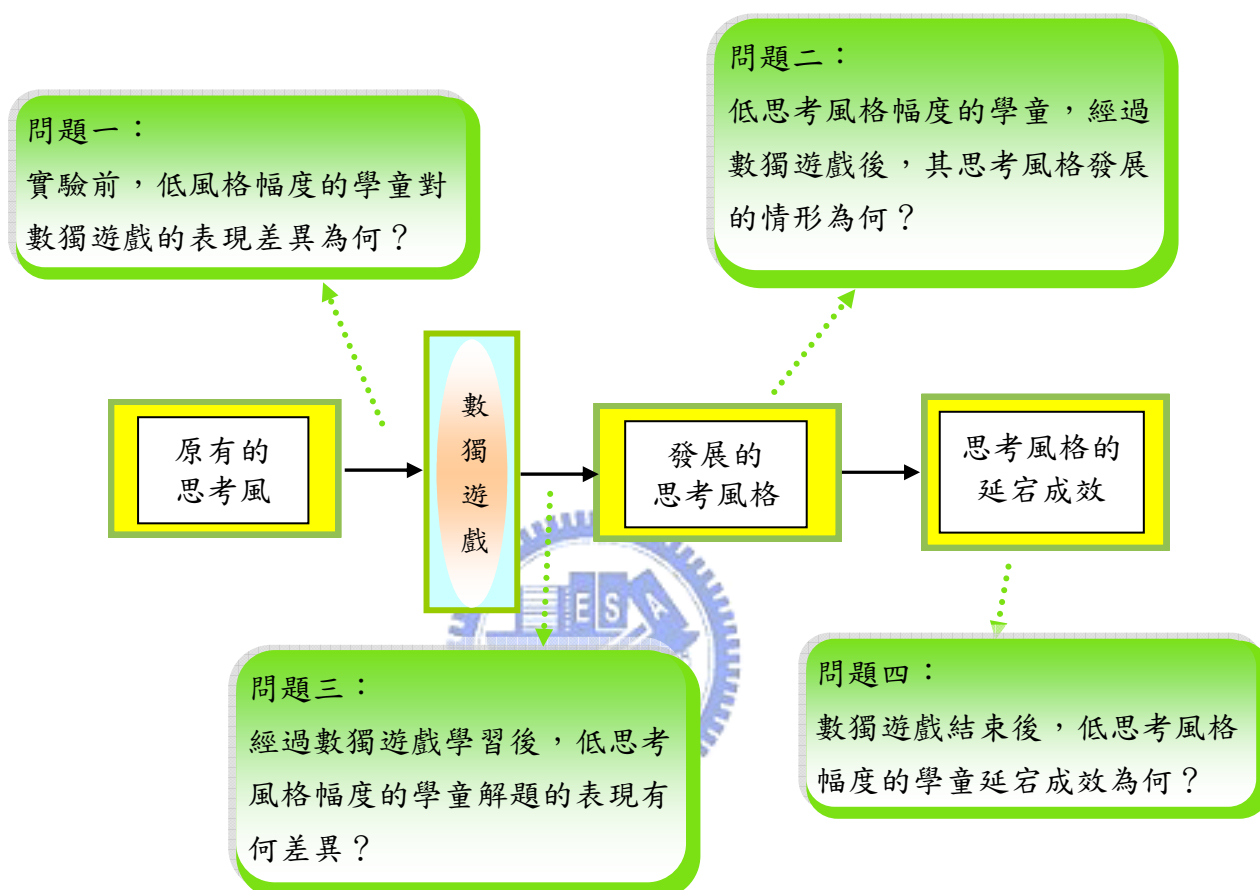 問題二：
低思考風格幅度的學童，經過
數獨遊戲後，其思考風格發展
的情形為何？
問題一：
實驗前，低風格幅度的學童對
數獨遊戲的表現差異為何？
原有的
思考風
數
獨
遊
戲
發展的
思考風格
思考風格的
延宕成效
ESA
問題三：
經過數獨遊戲學習後，低思考
風格幅度的學童解題的表現有
何差異？
問題四：
數獨遊戲結束後，低思考風格
幅度的學童延宕成效為何？